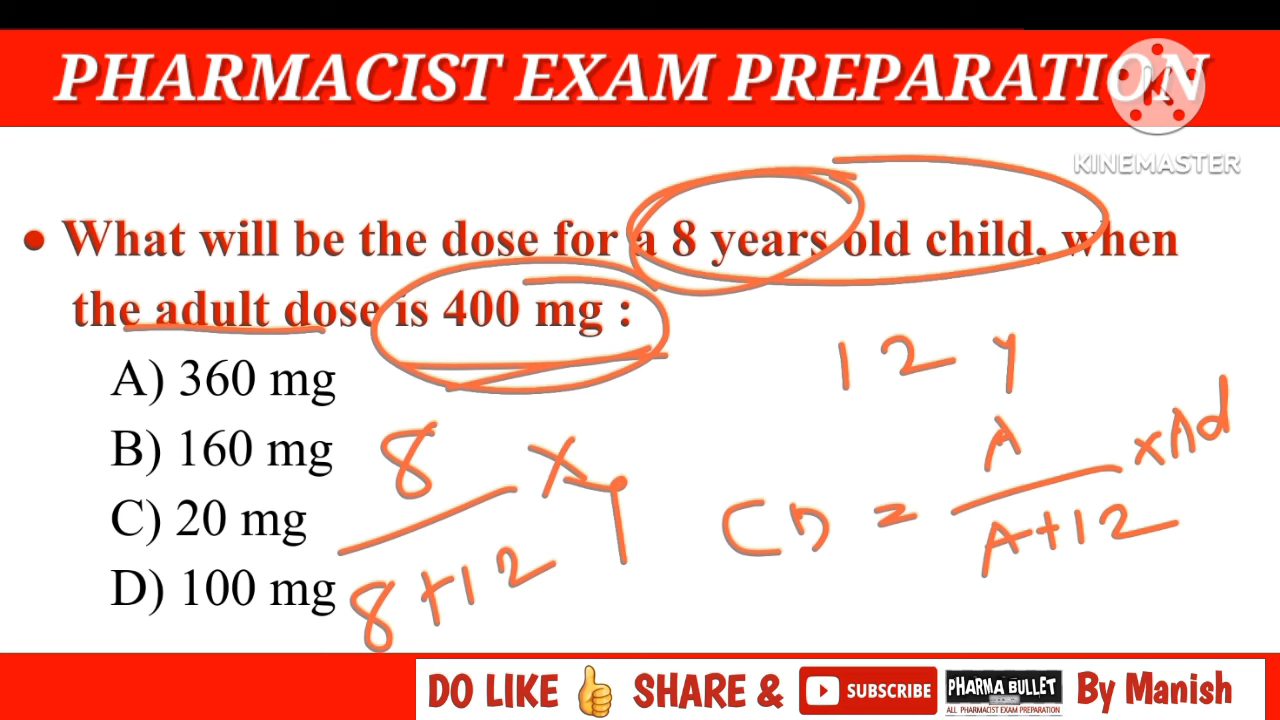 PHARMACIST EXAM PREPARATION
KINEMASTER
• What will be the dose for a 8 years old child, when
the adult dose is 400 mg :
A) 360 mg
B) 160 mg
C) 20 mg
D) 100 mg
12 y
CD = A / A+12 × Ad
8 / 8+12 ×
DO LIKE 👍 SHARE & SUBSCRIBE PHARMA BULLET By Manish
ALL PHARMACIST EXAM PREPARATION